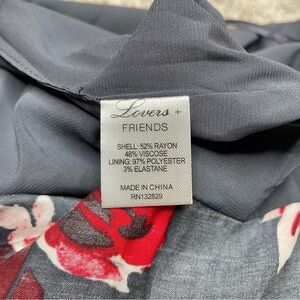 Lovers +
FRIENDS
SHELL: 52% RAYON
48% VISCOSE
LINING: 97% POLYESTER
3% ELASTANE
MADE IN CHINA
RN132829